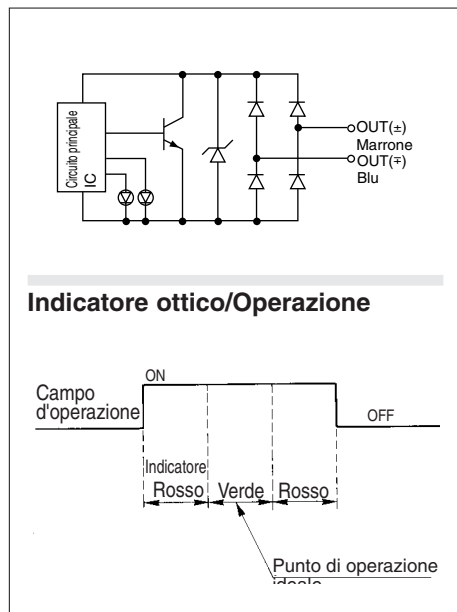 Circuito principale
IC
OUT(±)
Marrone
OUT(∓)
Blu
Indicatore ottico/Operazione
ON
Campo
d'operazione
OFF
Indicatore
Rosso
Verde
Rosso
Punto di operazione